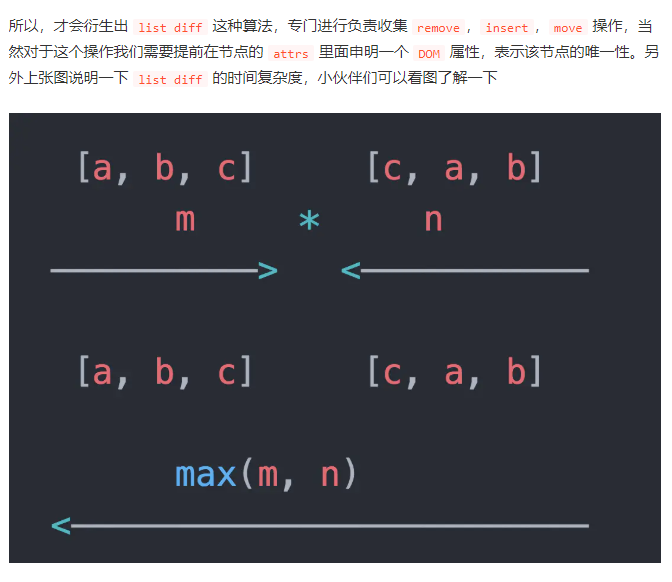 所以，才会衍生出 list diff 这种算法，专门进行负责收集 remove，insert，move 操作，当
然对于这个操作我们需要提前在节点的 attrs 里面申明一个 DOM 属性，表示该节点的唯一性。另
外上张图说明一下 list diff 的时间复杂度，小伙伴们可以看图了解一下
[a, b, c] [c, a, b]
m * n
[a, b, c] [c, a, b]
max(m, n)